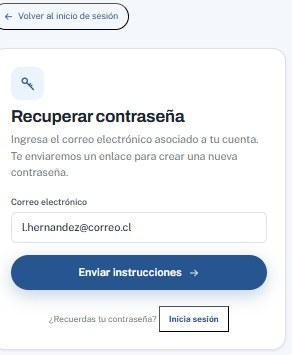 ← Volver al inicio de sesión
Recuperar contraseña
Ingresa el correo electrónico asociado a tu cuenta.
Te enviaremos un enlace para crear una nueva
contraseña.
Correo electrónico
l.hernandez@correo.cl
Enviar instrucciones →
¿Recuerdas tu contraseña? Inicia sesión